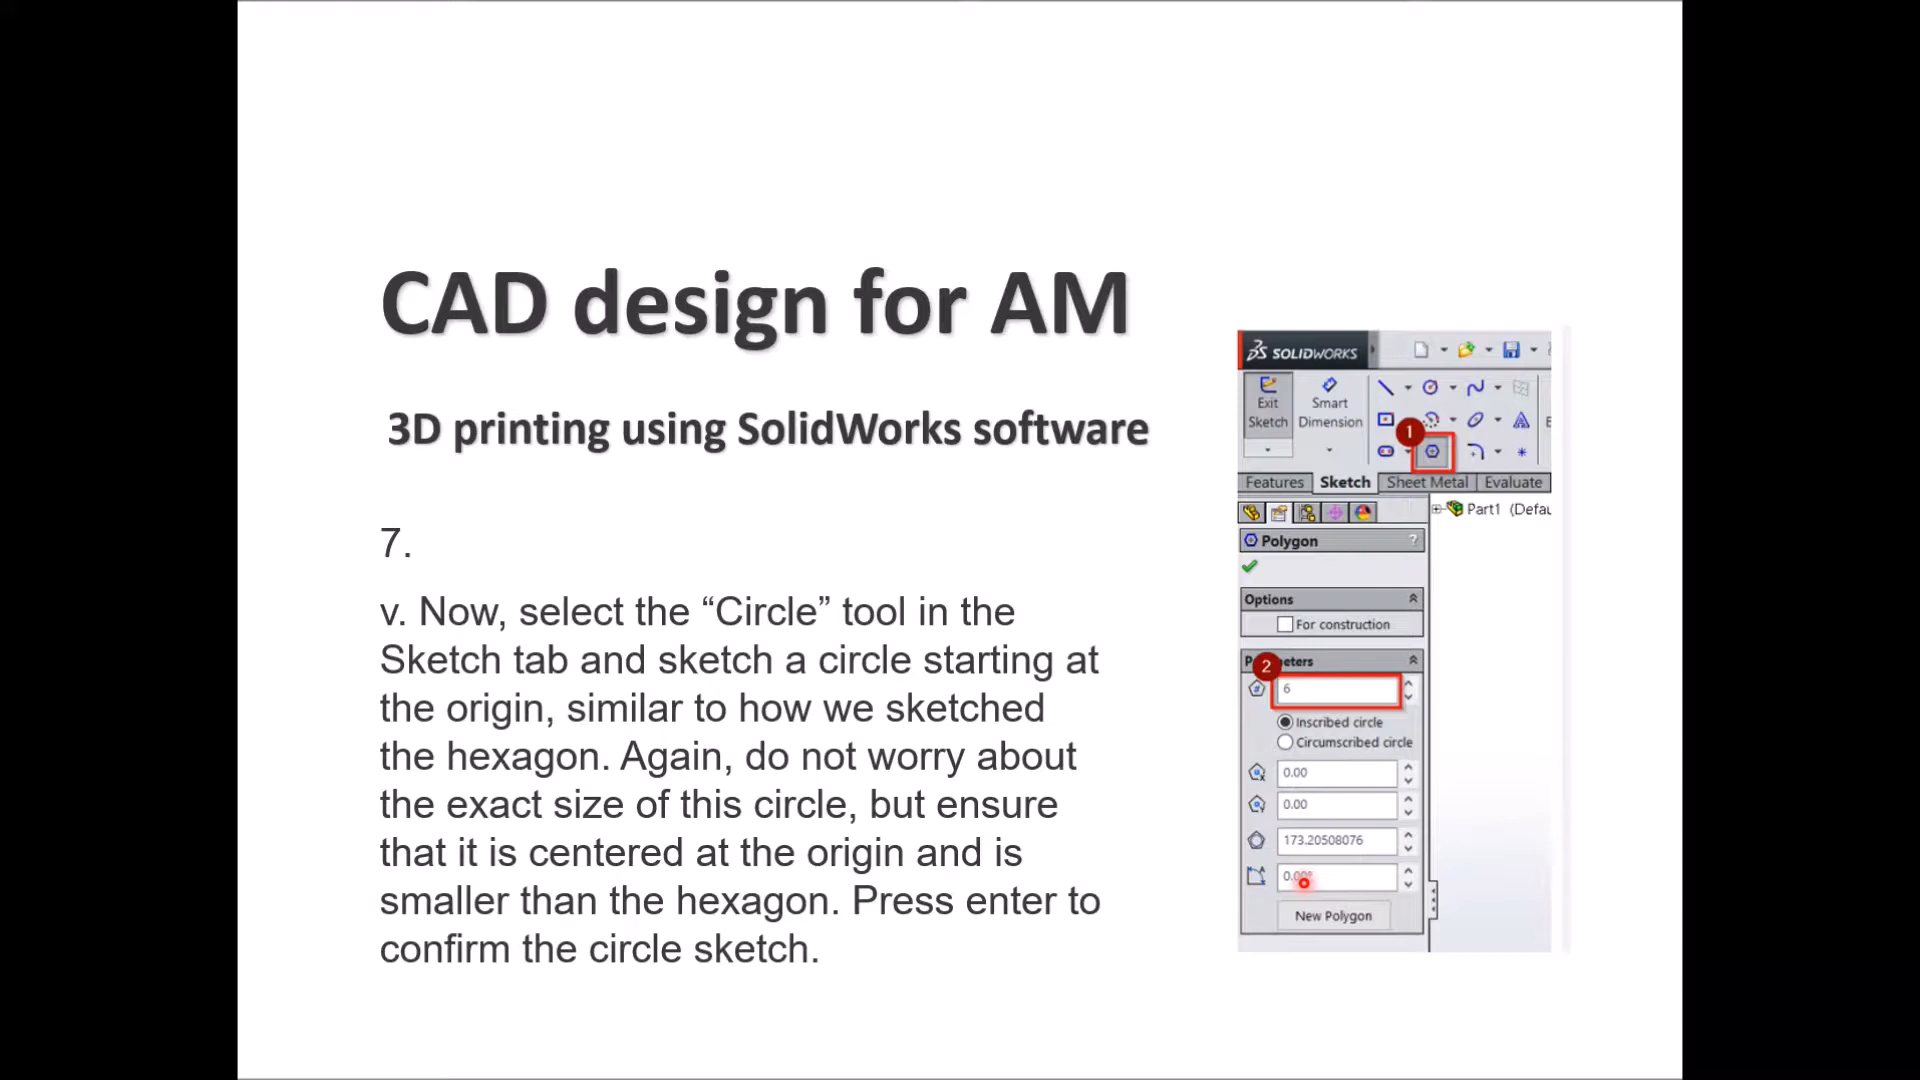 CAD design for AM
3D printing using SolidWorks software
7.
v. Now, select the “Circle” tool in the
Sketch tab and sketch a circle starting at
the origin, similar to how we sketched
the hexagon. Again, do not worry about
the exact size of this circle, but ensure
that it is centered at the origin and is
smaller than the hexagon. Press enter to
confirm the circle sketch.
SOLIDWORKS
Exit
Sketch
Smart
Dimension
1
Features Sketch Sheet Metal Evaluate
Part1 (Defau
Polygon ?
Options
For construction
2
6
Inscribed circle
Circumscribed circle
0.00
0.00
173.20508076
New Polygon